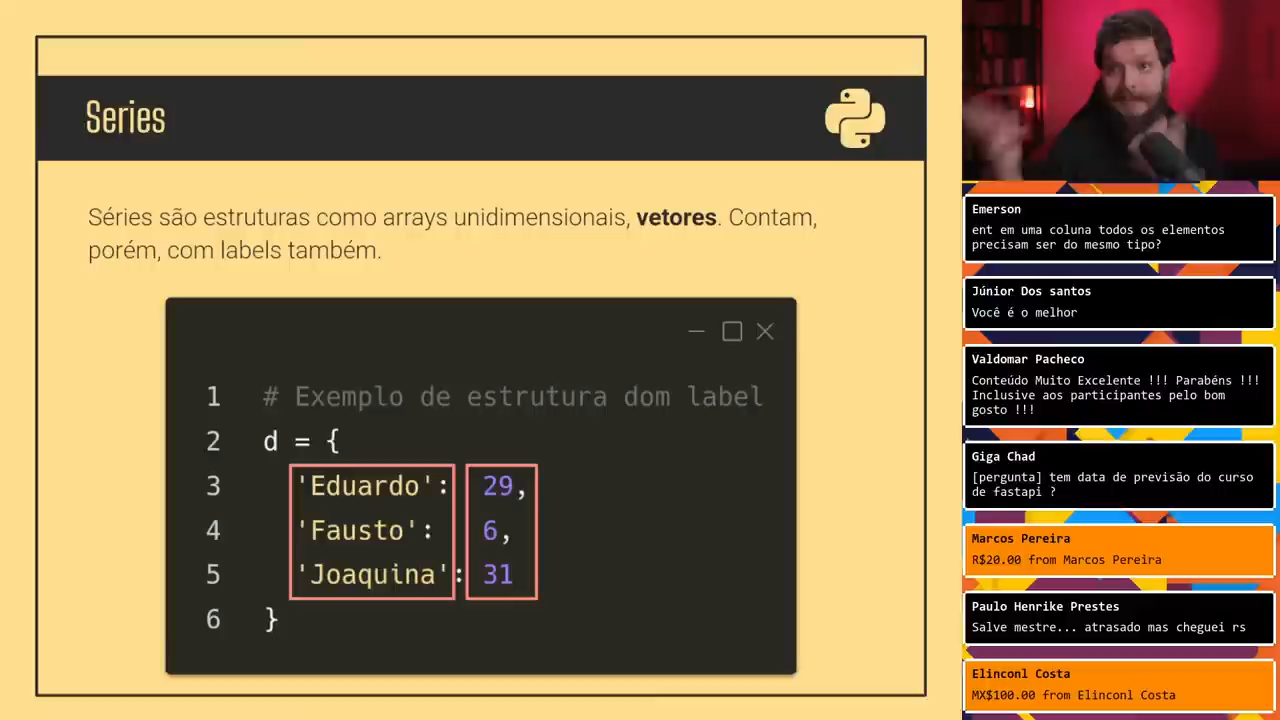 Series
Séries são estruturas como arrays unidimensionais, vetores. Contam,
porém, com labels também.
1 # Exemplo de estrutura dom label
2 d = {
3 'Eduardo': 29,
4 'Fausto': 6,
5 'Joaquina': 31
6 }
Emerson
ent em uma coluna todos os elementos
precisam ser do mesmo tipo?
Júnior Dos santos
Você é o melhor
Valdomar Pacheco
Conteúdo Muito Excelente !!! Parabéns !!!
Inclusive aos participantes pelo bom
gosto !!!
Giga Chad
[pergunta] tem data de previsão do curso
de fastapi ?
Marcos Pereira
R$20.00 from Marcos Pereira
Paulo Henrike Prestes
Salve mestre... atrasado mas cheguei rs
Elinconl Costa
MX$100.00 from Elinconl Costa